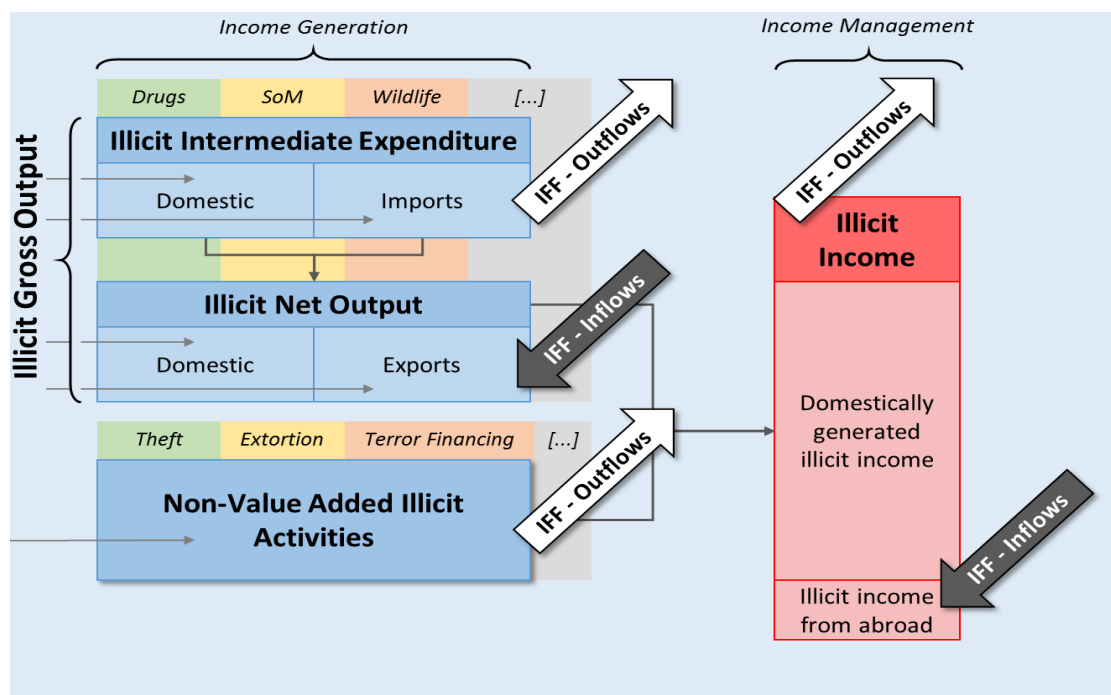 Income Generation
Income Management
Drugs
SoM
Wildlife
[...]
Illicit Gross Output
Illicit Intermediate Expenditure
Domestic
Imports
IFF - Outflows
Illicit Net Output
Domestic
Exports
IFF - Inflows
Theft
Extortion
Terror Financing
[...]
Non-Value Added Illicit
Activities
IFF - Outflows
IFF - Outflows
Illicit
Income
Domestically
generated
illicit income
IFF - Inflows
Illicit income
from abroad